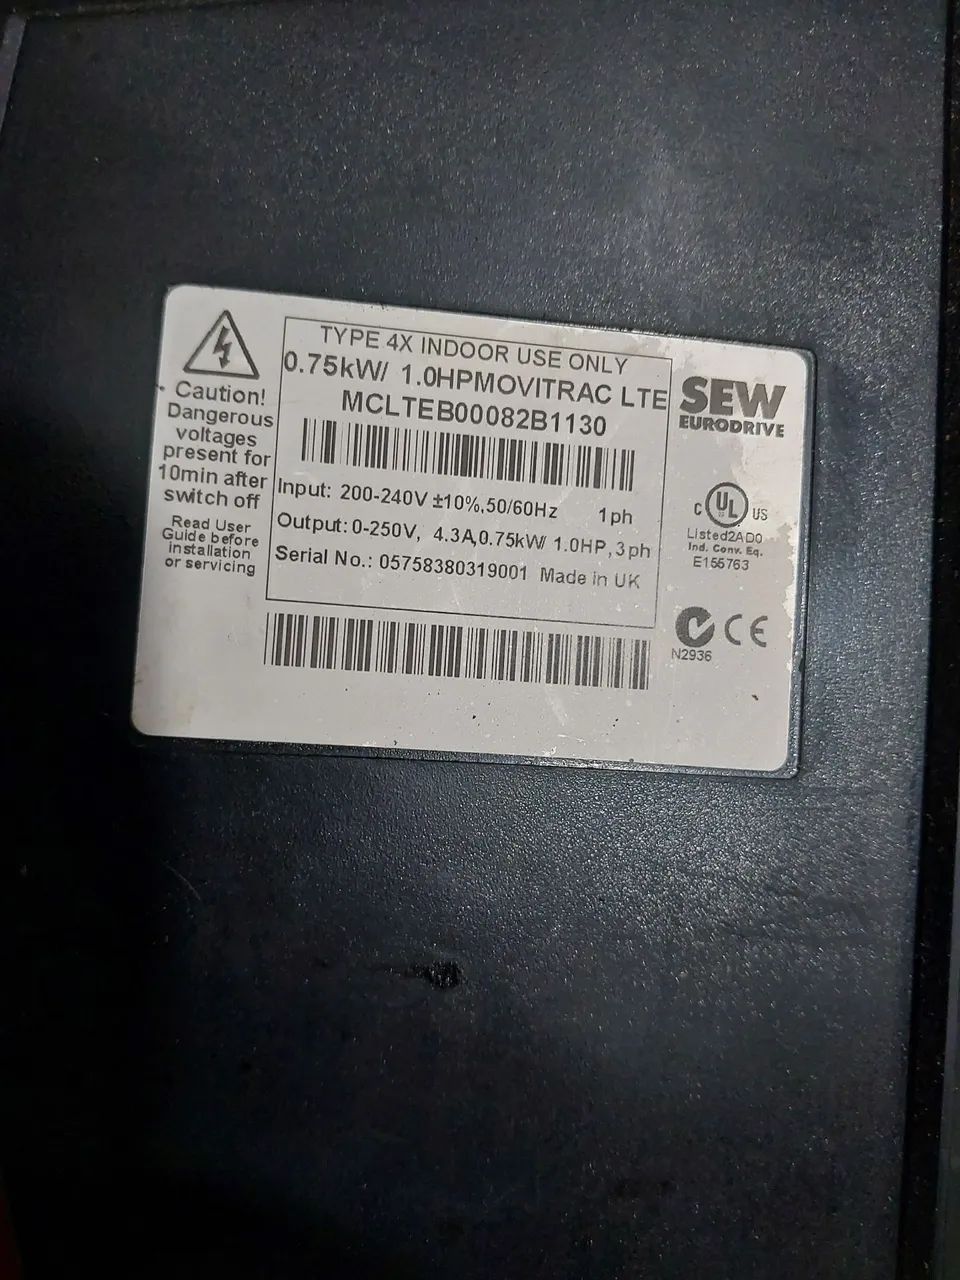 TYPE 4X INDOOR USE ONLY
0.75kW/ 1.0HPMOVITRAC LTE
MCLTEB00082B1130
Input: 200-240V ±10%,50/60Hz 1ph
Output:0-250V, 4.3A,0.75kW/ 1.0HP,3ph
Serial No.: 05758380319001 Made in UK
Caution!
Dangerous
voltages
present for
10min after
switch off
Read User
Guide before
installation
or servicing
SEW
EURODRIVE
C UL US
Listed2AD0
Ind. Conv. Eq.
E155763
CE
N2936